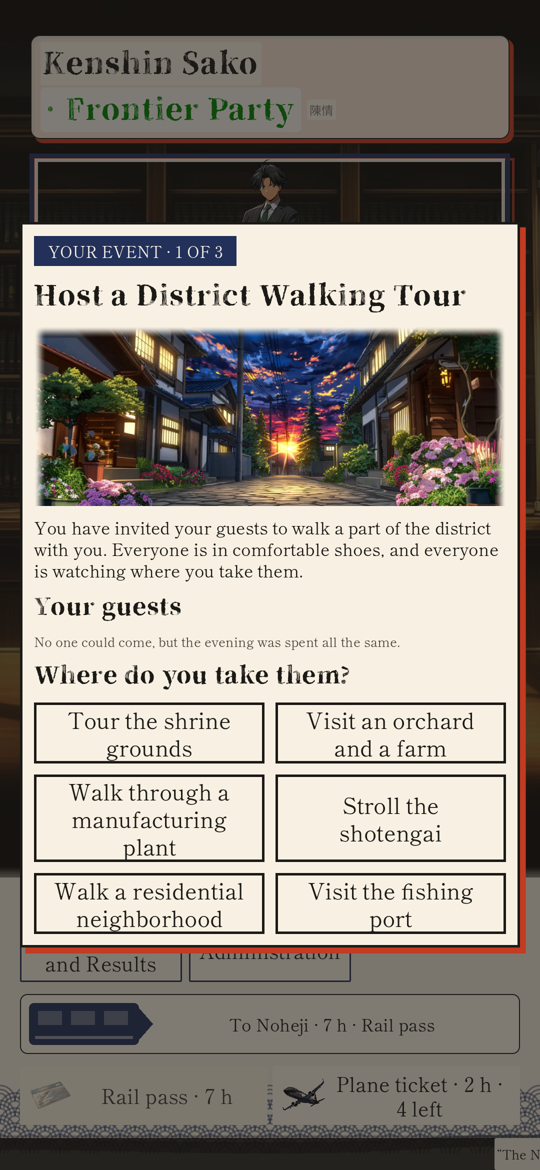 Kenshin Sako
· Frontier Party 陳情
YOUR EVENT · 1 OF 3
Host a District Walking Tour
You have invited your guests to walk a part of the district
with you. Everyone is in comfortable shoes, and everyone
is watching where you take them.
Your guests
No one could come, but the evening was spent all the same.
Where do you take them?
Tour the shrine
grounds
Visit an orchard
and a farm
Walk through a
manufacturing
plant
Stroll the
shotengai
Walk a residential
neighborhood
Visit the fishing
port
and Results
Administration
To Noheji · 7 h · Rail pass
Rail pass · 7 h
Plane ticket · 2 h ·
4 left
"The N